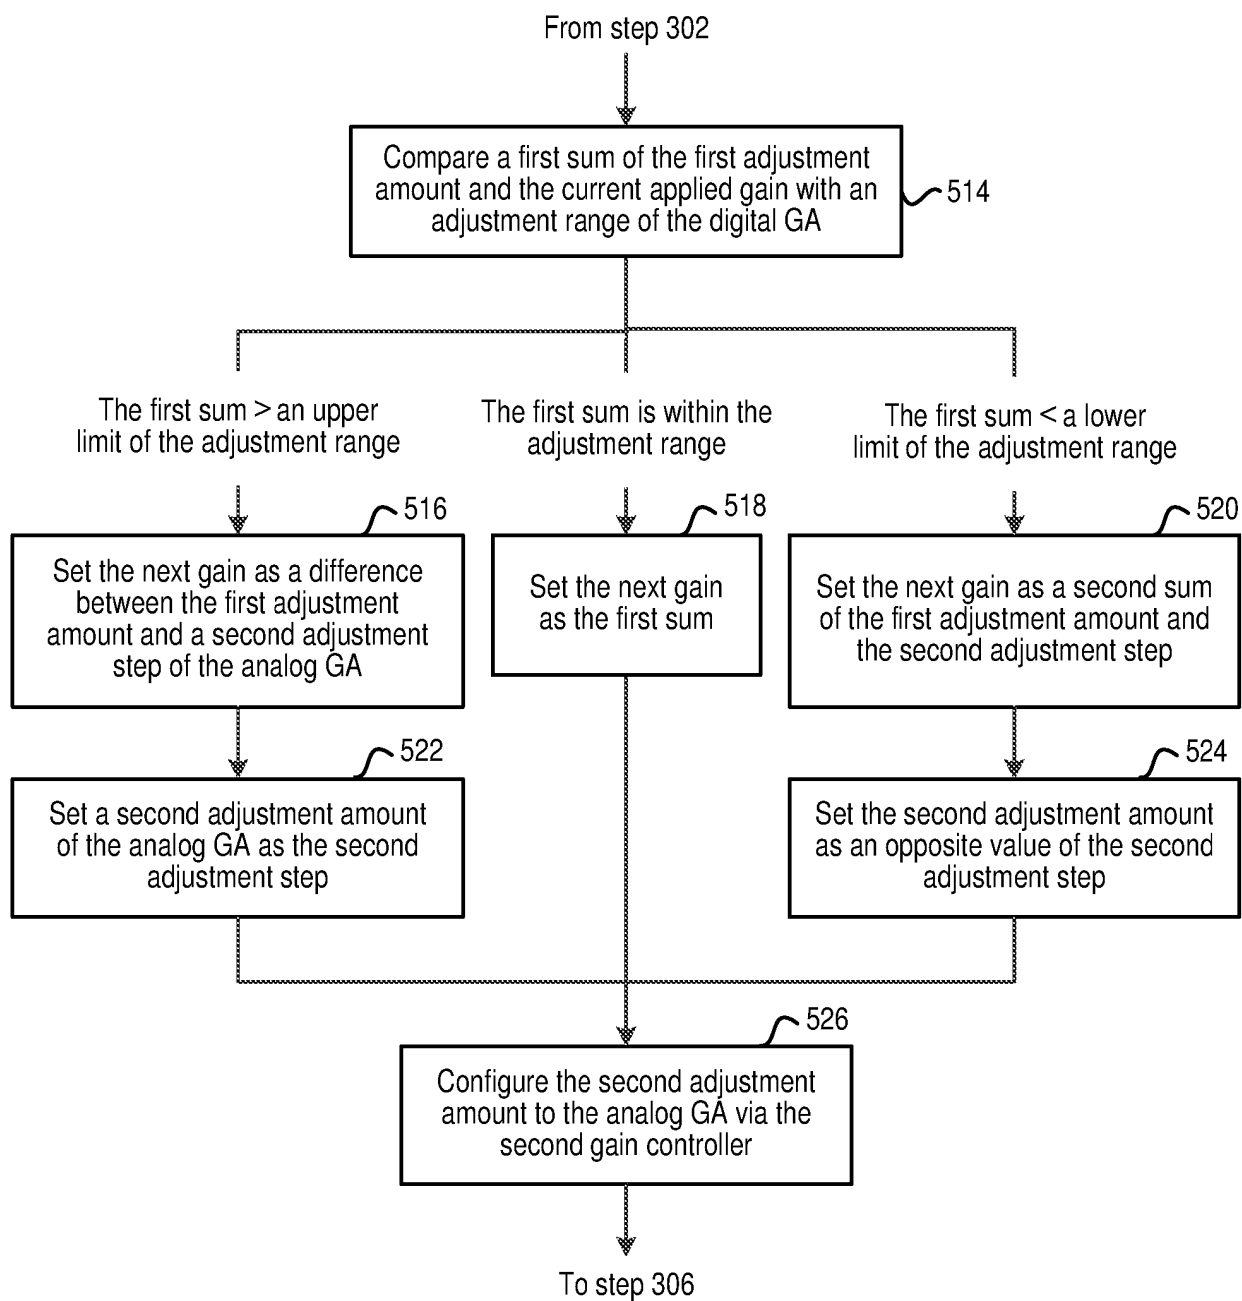 From step 302
Compare a first sum of the first adjustment
amount and the current applied gain with an
adjustment range of the digital GA
514
The first sum > an upper
limit of the adjustment range
The first sum is within the
adjustment range
The first sum < a lower
limit of the adjustment range
516
518
520
Set the next gain as a difference
between the first adjustment
amount and a second adjustment
step of the analog GA
Set the next gain
as the first sum
Set the next gain as a second sum
of the first adjustment amount and
the second adjustment step
522
524
Set a second adjustment amount
of the analog GA as the second
adjustment step
Set the second adjustment amount
as an opposite value of the second
adjustment step
526
Configure the second adjustment
amount to the analog GA via the
second gain controller
To step 306